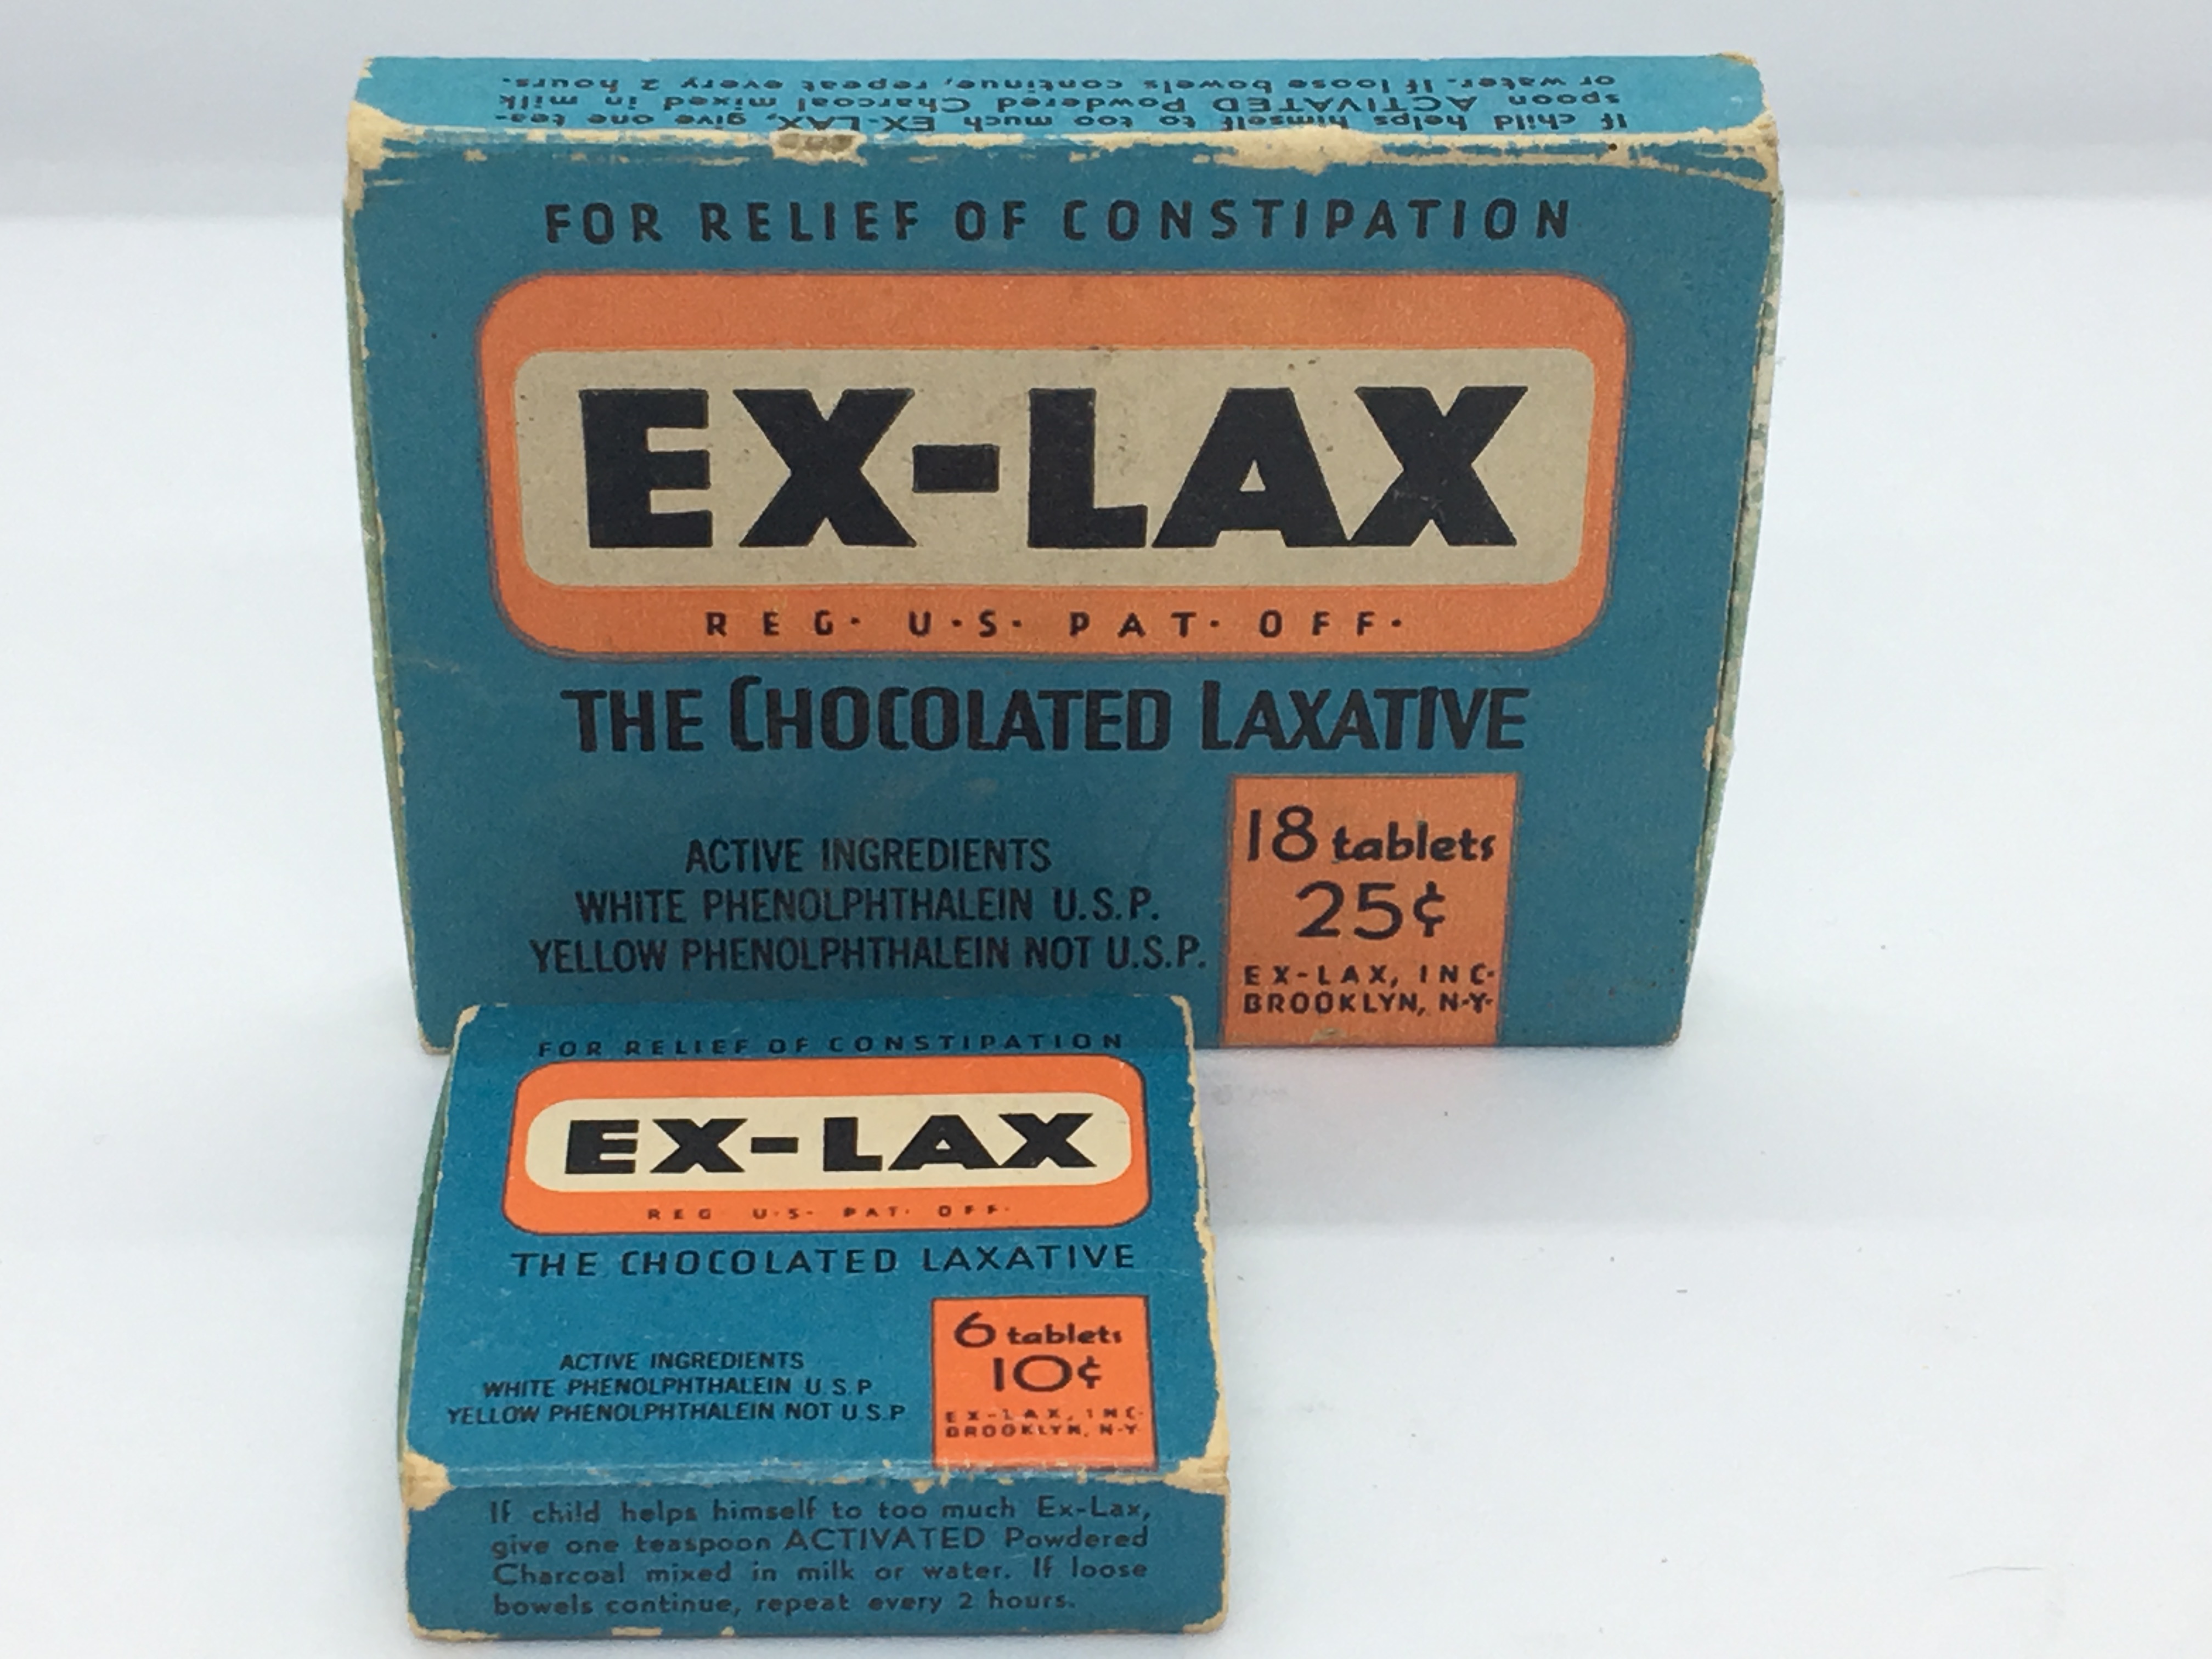 If child helps himself to too much EX-LAX, give one tea-
spoon ACTIVATED Powdered Charcoal mixed in milk
or water. If loose bowels continue, repeat every 2 hours.
FOR RELIEF OF CONSTIPATION
EX-LAX
REG. U.S. PAT. OFF.
THE CHOCOLATED LAXATIVE
ACTIVE INGREDIENTS
WHITE PHENOLPHTHALEIN U.S.P.
YELLOW PHENOLPHTHALEIN NOT U.S.P.
18 tablets
25¢
EX-LAX, INC.
BROOKLYN, N.Y.
FOR RELIEF OF CONSTIPATION
EX-LAX
REG U.S. PAT. OFF.
THE CHOCOLATED LAXATIVE
ACTIVE INGREDIENTS
WHITE PHENOLPHTHALEIN U.S.P
YELLOW PHENOLPHTHALEIN NOT U.S.P
6 tablets
10¢
EX-LAX, INC.
BROOKLYN, N.Y
If child helps himself to too much Ex-Lax,
give one teaspoon ACTIVATED Powdered
Charcoal mixed in milk or water. If loose
bowels continue, repeat every 2 hours.